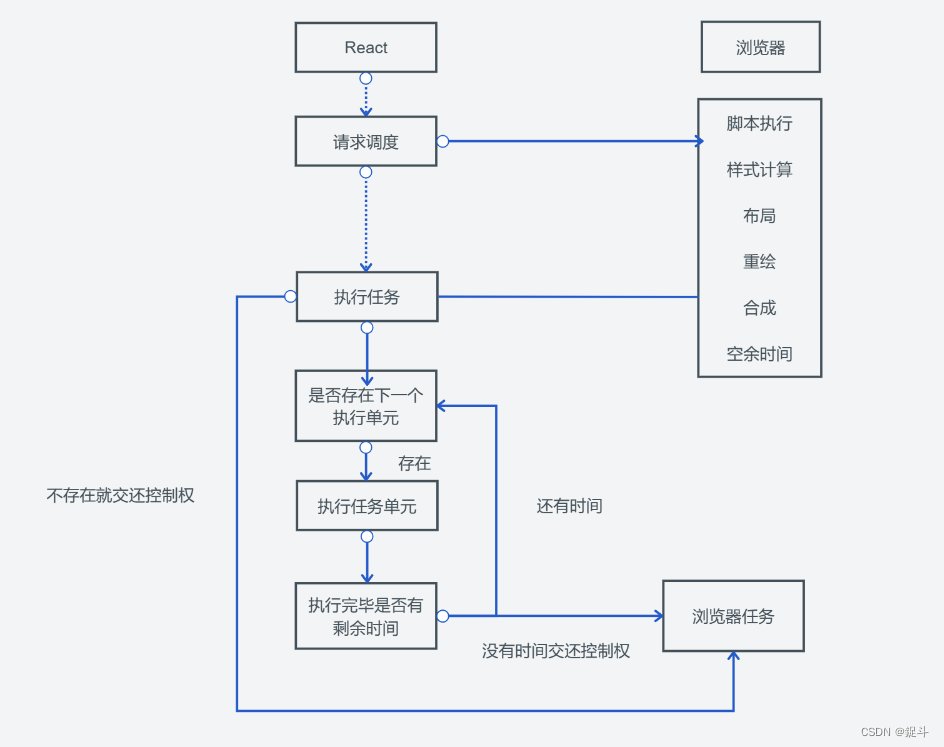 React
浏览器
请求调度
脚本执行
样式计算
布局
重绘
合成
空余时间
执行任务
是否存在下一个
执行单元
存在
不存在就交还控制权
执行任务单元
还有时间
执行完毕是否有
剩余时间
浏览器任务
没有时间交还控制权
CSDN @鋜斗